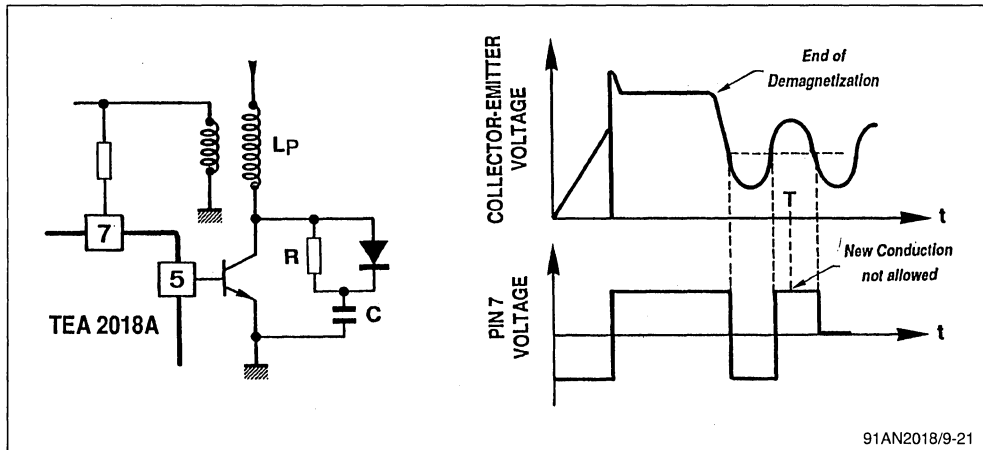 7
5
TEA 2018A
LP
R
C
COLLECTOR-EMITTER
VOLTAGE
End of
Demagnetization
t
T
New Conduction
not allowed
PIN 7
VOLTAGE
t
91AN2018/9-21